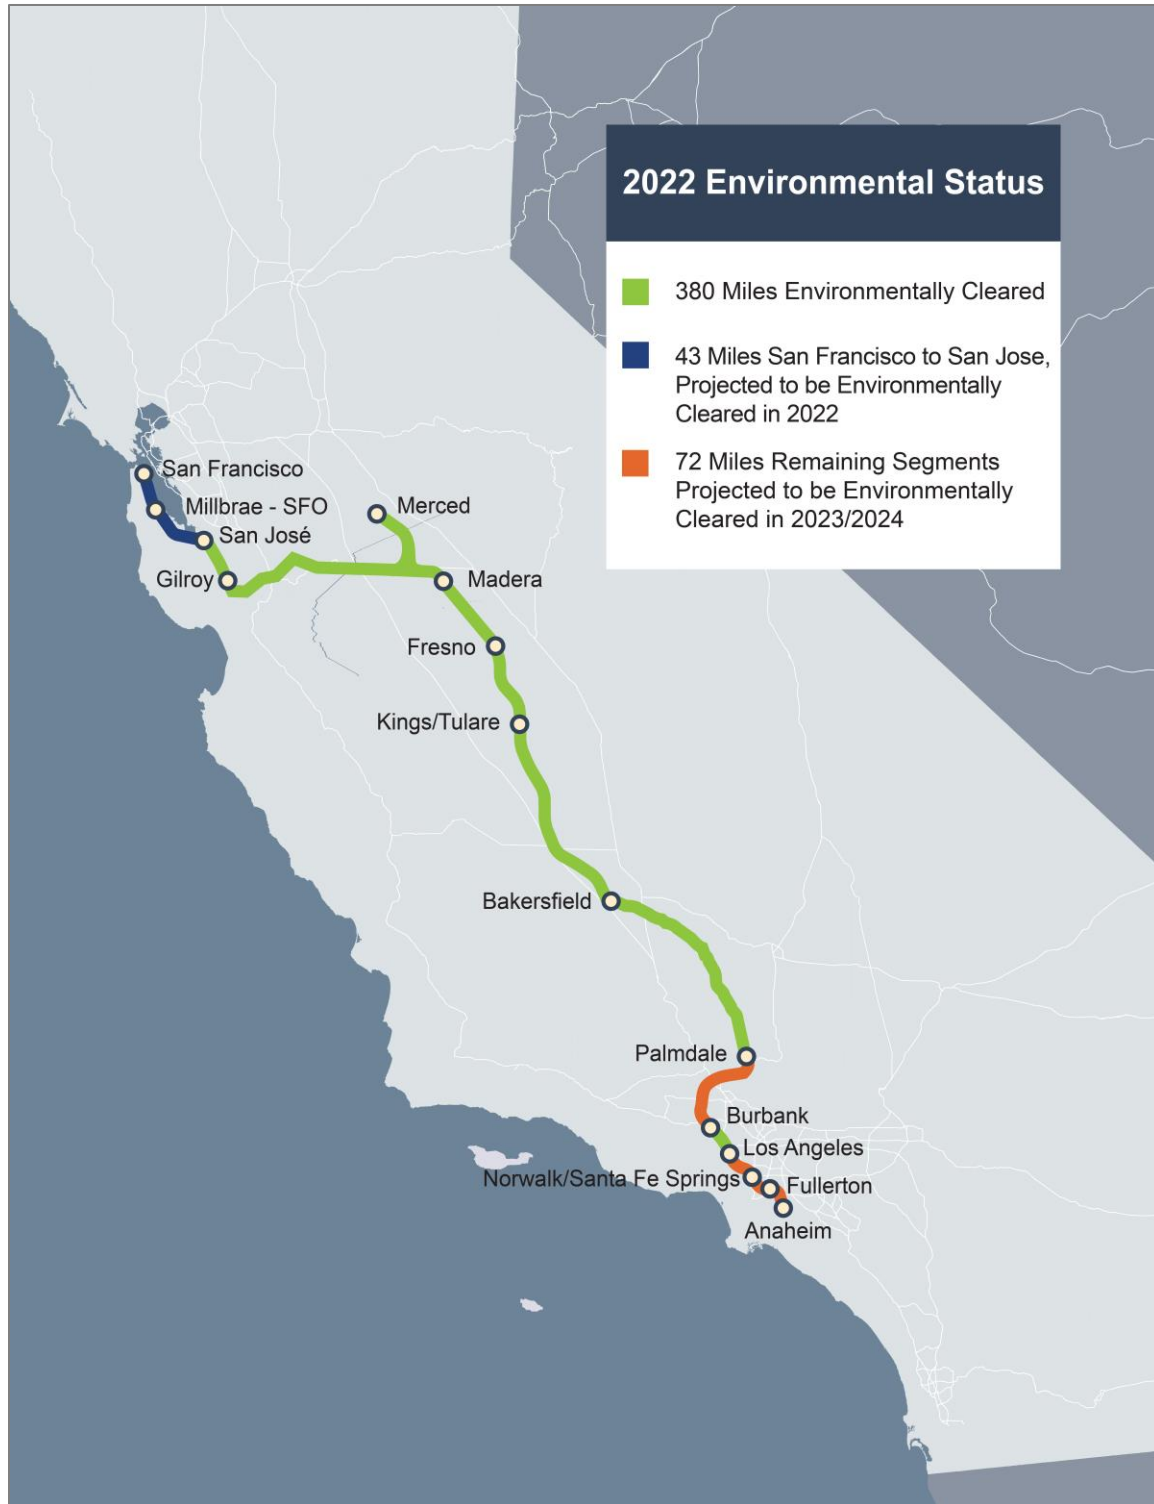 2022 Environmental Status
380 Miles Environmentally Cleared
43 Miles San Francisco to San Jose,
Projected to be Environmentally
Cleared in 2022
72 Miles Remaining Segments
Projected to be Environmentally
Cleared in 2023/2024
San Francisco
Millbrae - SFO
San José
Gilroy
Merced
Madera
Fresno
Kings/Tulare
Bakersfield
Palmdale
Burbank
Los Angeles
Norwalk/Santa Fe Springs
Fullerton
Anaheim